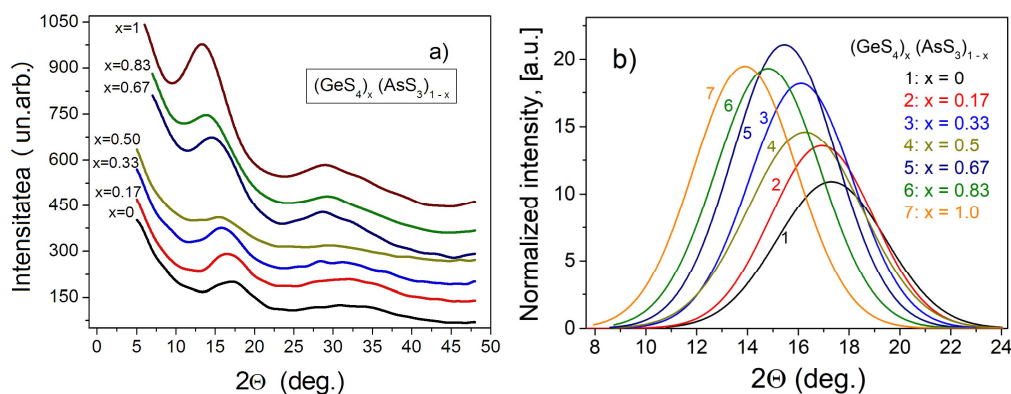 a)
(GeS4)x (AsS3)1-x
x=1
x=0.83
x=0.67
x=0.50
x=0.33
x=0.17
x=0
Intensitatea ( un.arb.)
1050
900
750
600
450
300
150
0 5 10 15 20 25 30 35 40 45 50
2Θ (deg.)
b)
(GeS4)x (AsS3)1-x
1: x = 0
2: x = 0.17
3: x = 0.33
4: x = 0.5
5: x = 0.67
6: x = 0.83
7: x = 1.0
7
6
5
3
4
2
1
Normalized intensity, [a.u.]
20
15
10
5
0
8 10 12 14 16 18 20 22 24
2Θ (deg.)